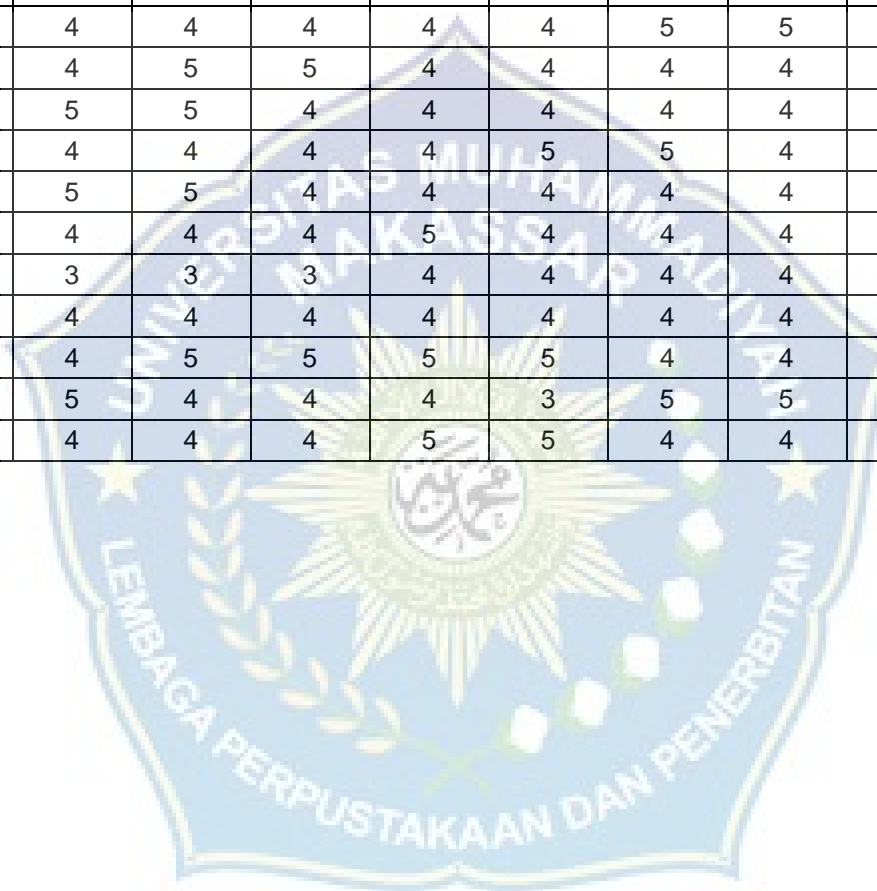 4 4 4 4 4 5 5
4 5 5 4 4 4 4
5 5 4 4 4 4 4
4 4 4 4 5 5 4
5 5 4 4 4 4 4
4 4 4 5 4 4 4
3 3 3 4 4 4 4
4 4 4 4 4 4 4
4 5 5 5 5 4 4
5 4 4 4 3 5 5
4 4 4 5 5 4 4
UNIVERSITAS MUHAMMADIYAH
MAKASSAR
محمد
LEMBAGA PERPUSTAKAAN DAN PENERBITAN